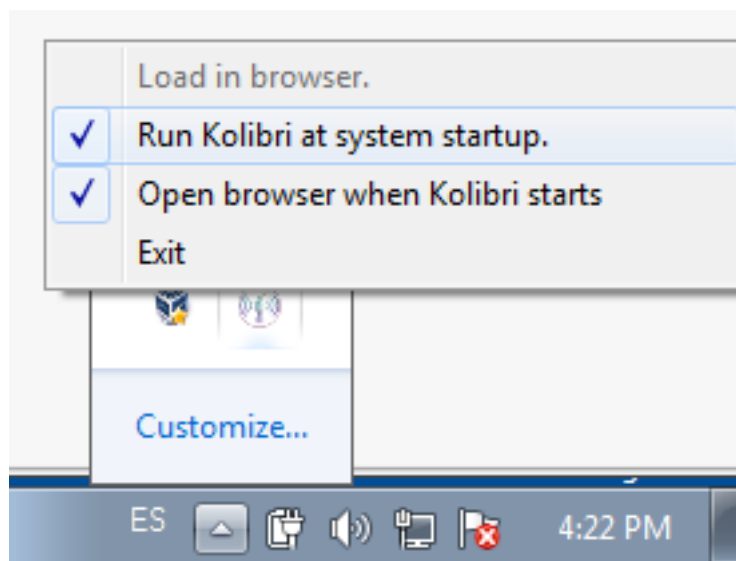 Load in browser.
Run Kolibri at system startup.
Open browser when Kolibri starts
Exit
Customize...
ES
4:22 PM